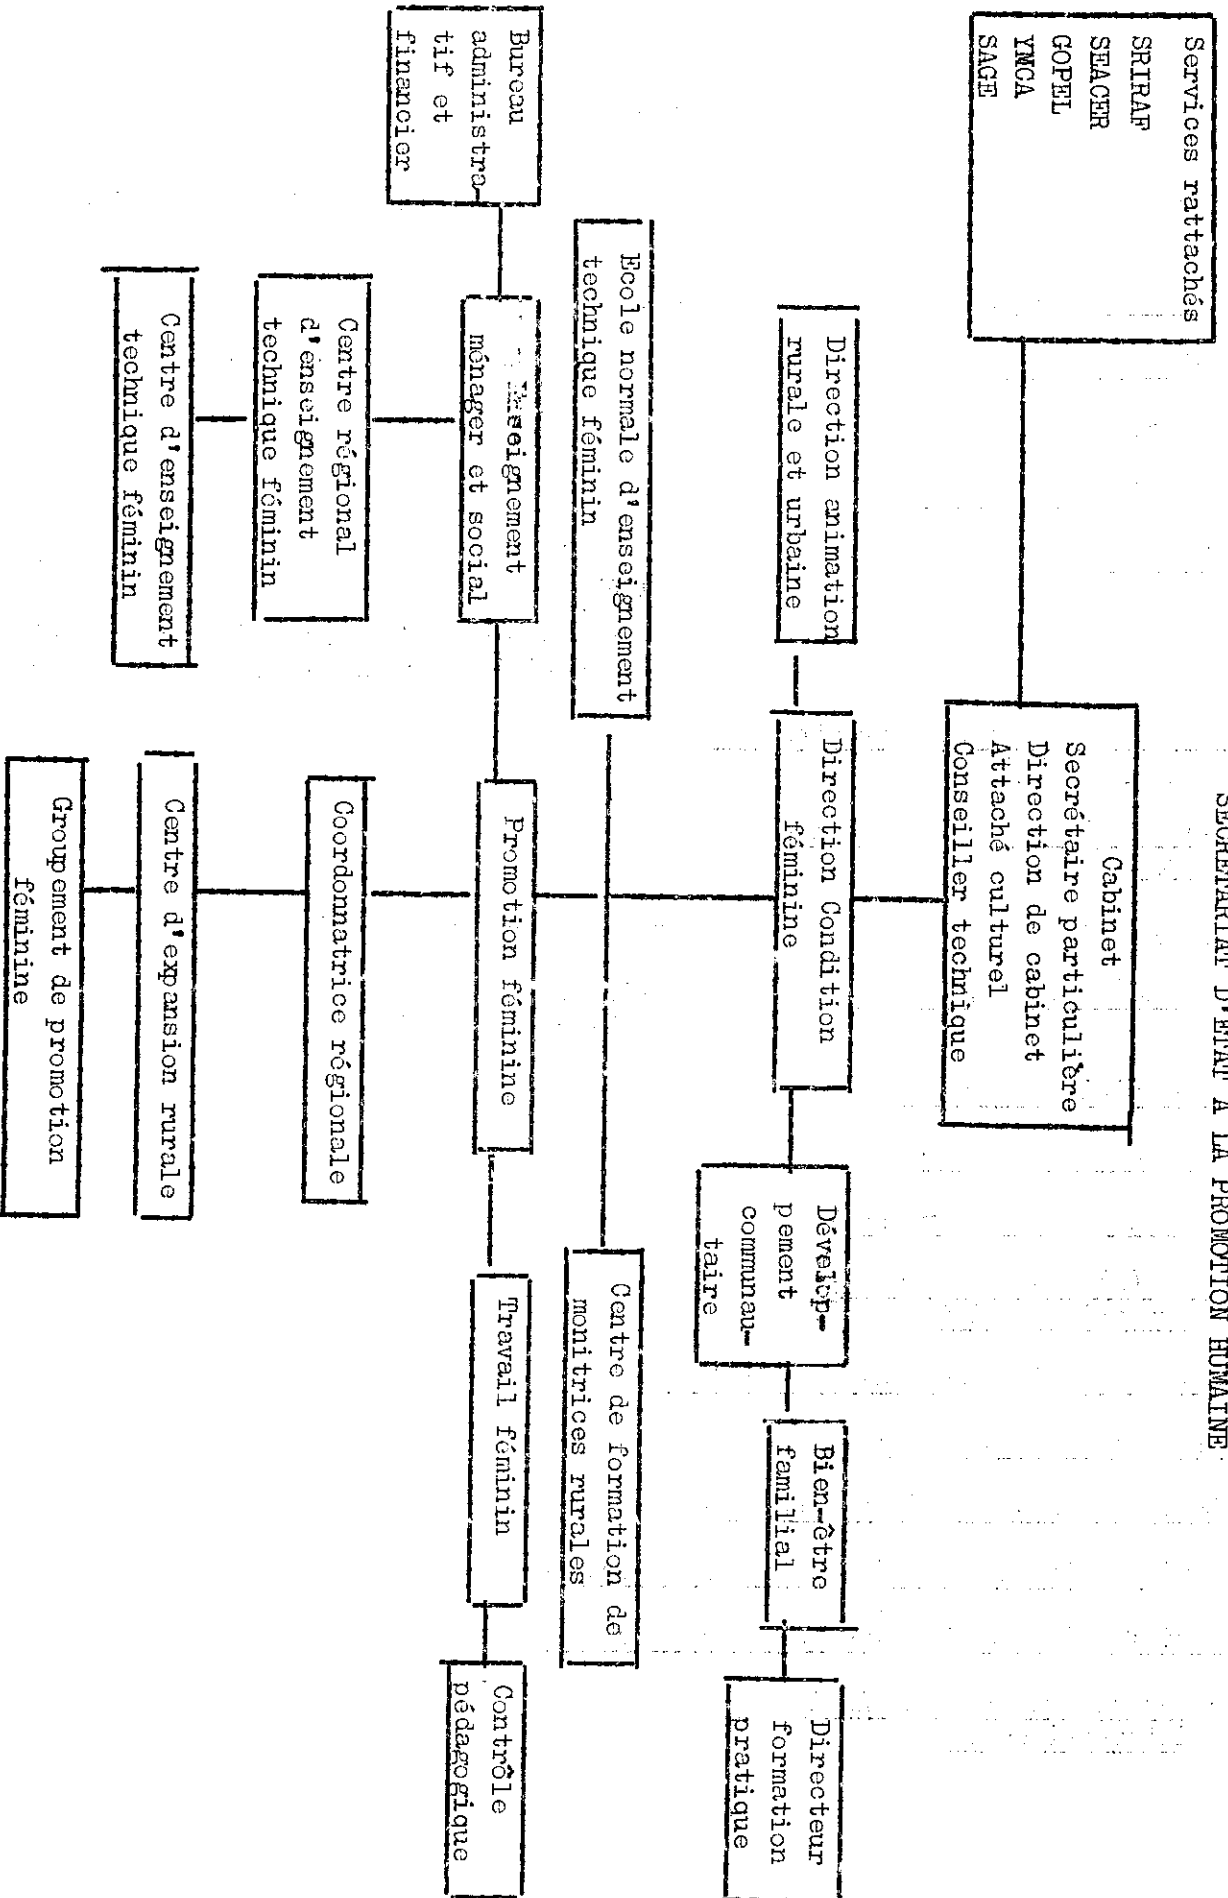 SECRETARIAT D'ETAT A LA PROMOTION HUMAINE
Services rattachés
SRIRAF
SEACER
GOPEL
YMCA
SAGE
Cabinet
Secrétaire particulière
Direction de cabinet
Attaché culturel
Conseiller technique
Direction animation
rurale et urbaine
Direction Condition
féminine
Dévelop-
pement
communau-
taire
Bien-être
familial
Directeur
formation
pratique
Ecole normale d'enseignement
technique féminin
Centre de formation de
monitrices rurales
Bureau
administra
tif et
financier
Enseignement
ménager et social
Promotion féminine
Travail féminin
Contrôle
pédagogique
Centre régional
d'enseignement
technique féminin
Coordonnatrice régionale
Centre d'enseignement
technique féminin
Centre d'expansion rurale
Groupement de promotion
féminine